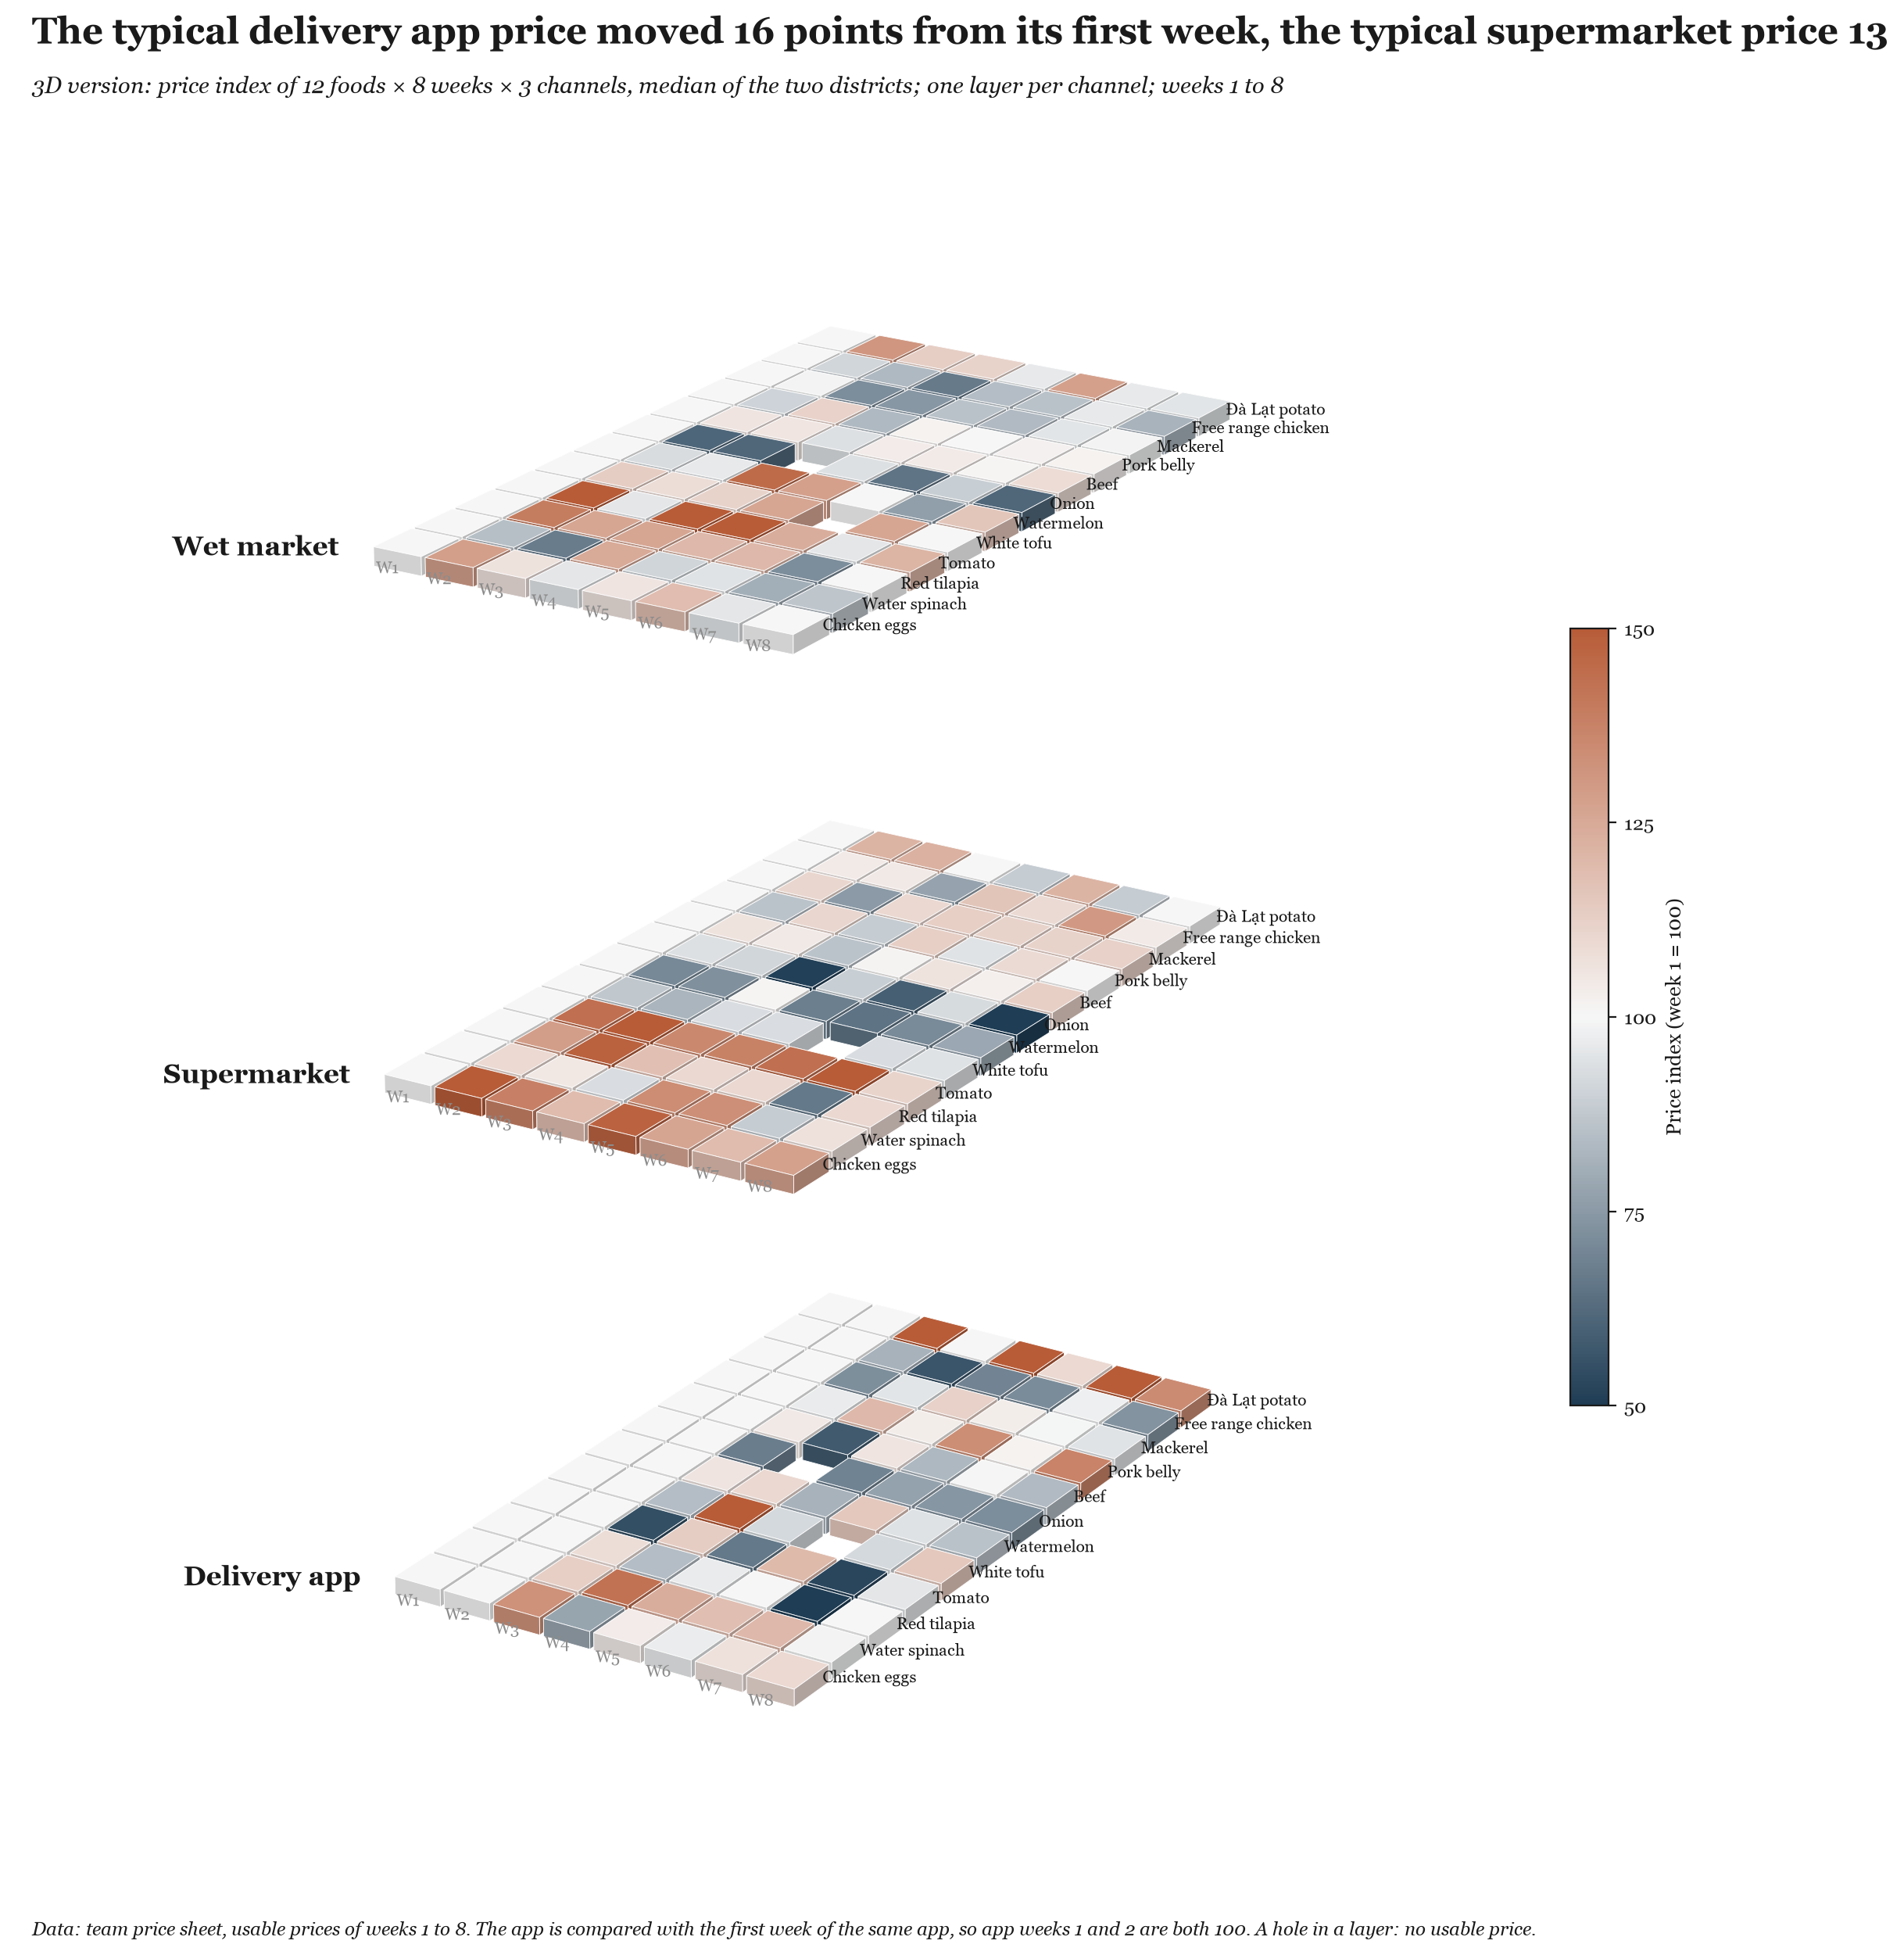 The typical delivery app price moved 16 points from its first week, the typical supermarket price 13
3D version: price index of 12 foods × 8 weeks × 3 channels, median of the two districts; one layer per channel; weeks 1 to 8
Đà Lạt potato
Free range chicken
Mackerel
Pork belly
Beef
Onion
Watermelon
White tofu
Tomato
Red tilapia
Water spinach
Chicken eggs
Wet market
W1
W2
W3
W4
W5
W6
W7
W8
Đà Lạt potato
Free range chicken
Mackerel
Pork belly
Beef
Onion
Watermelon
White tofu
Tomato
Red tilapia
Water spinach
Chicken eggs
Supermarket
W1
W2
W3
W4
W5
W6
W7
W8
Đà Lạt potato
Free range chicken
Mackerel
Pork belly
Beef
Onion
Watermelon
White tofu
Tomato
Red tilapia
Water spinach
Chicken eggs
Delivery app
W1
W2
W3
W4
W5
W6
W7
W8
150
125
100
75
50
Price index (week 1 = 100)
Data: team price sheet, usable prices of weeks 1 to 8. The app is compared with the first week of the same app, so app weeks 1 and 2 are both 100. A hole in a layer: no usable price.